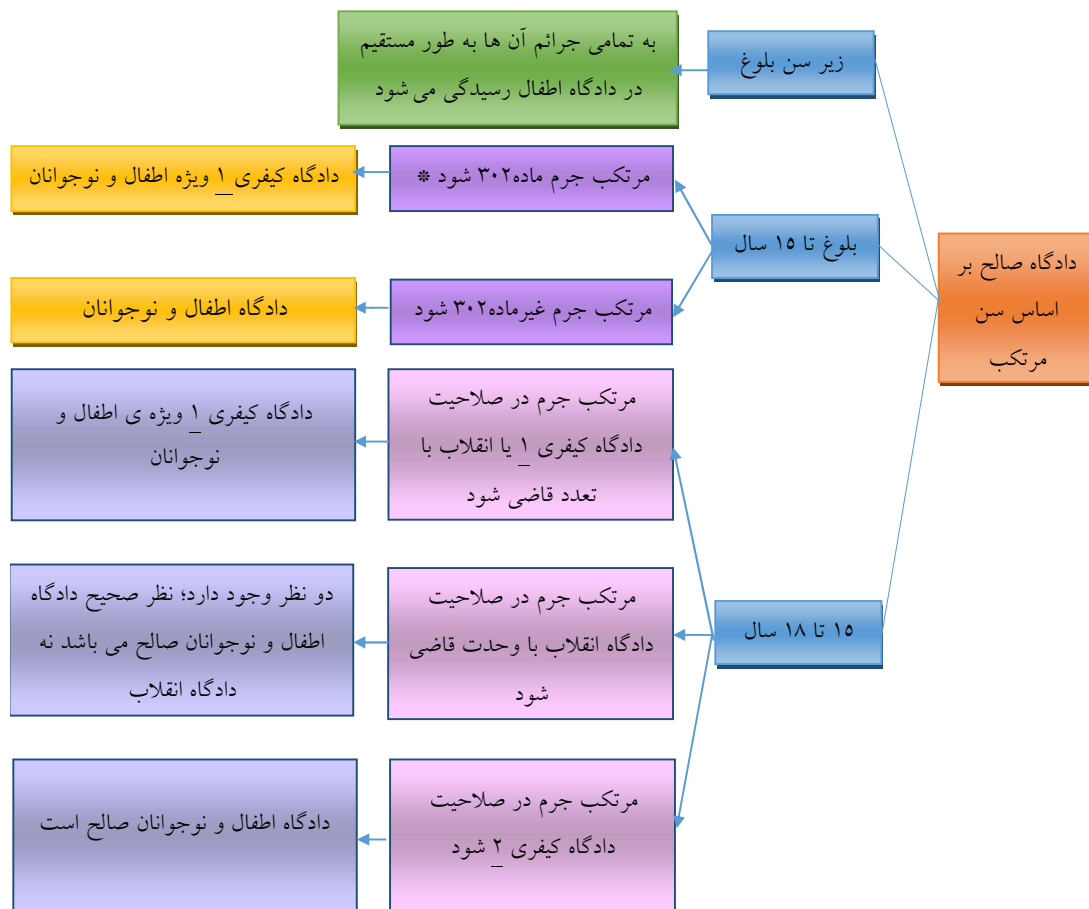 دادگاه صالح بر
اساس سن
مرتکب
زیر سن بلوغ
به تمامی جرائم آن ها به طور مستقیم
در دادگاه اطفال رسیدگی می شود
بلوغ تا ۱۵ سال
مرتکب جرم ماده۳۰۲ شود *
دادگاه کیفری ۱ ویژه اطفال و نوجوانان
مرتکب جرم غیرماده۳۰۲ شود
دادگاه اطفال و نوجوانان
۱۵ تا ۱۸ سال
مرتکب جرم در صلاحیت
دادگاه کیفری ۱ یا انقلاب با
تعدد قاضی شود
دادگاه کیفری ۱ ویژه ی اطفال و
نوجوانان
مرتکب جرم در صلاحیت
دادگاه انقلاب با وحدت قاضی
شود
دو نظر وجود دارد؛ نظر صحیح دادگاه
اطفال و نوجوانان صالح می باشد نه
دادگاه انقلاب
مرتکب جرم در صلاحیت
دادگاه کیفری ۲ شود
دادگاه اطفال و نوجوانان صالح است